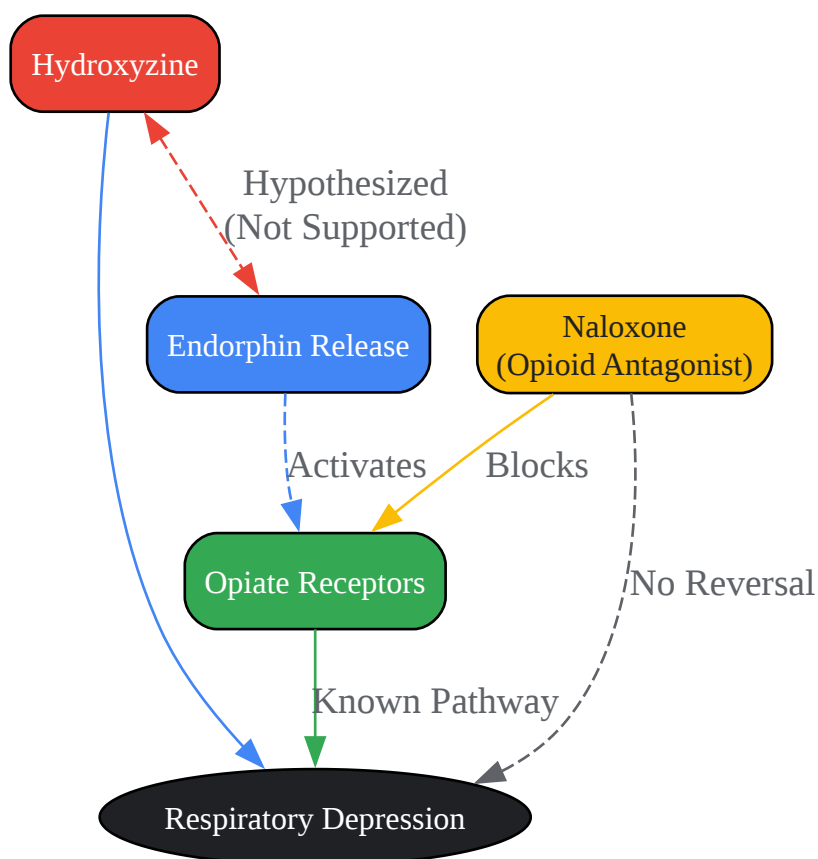 Hydroxyzine
Hypothesized
(Not Supported)
Endorphin Release
Naloxone
(Opioid Antagonist)
Activates
Blocks
Opiate Receptors
No Reversal
Known Pathway
Respiratory Depression